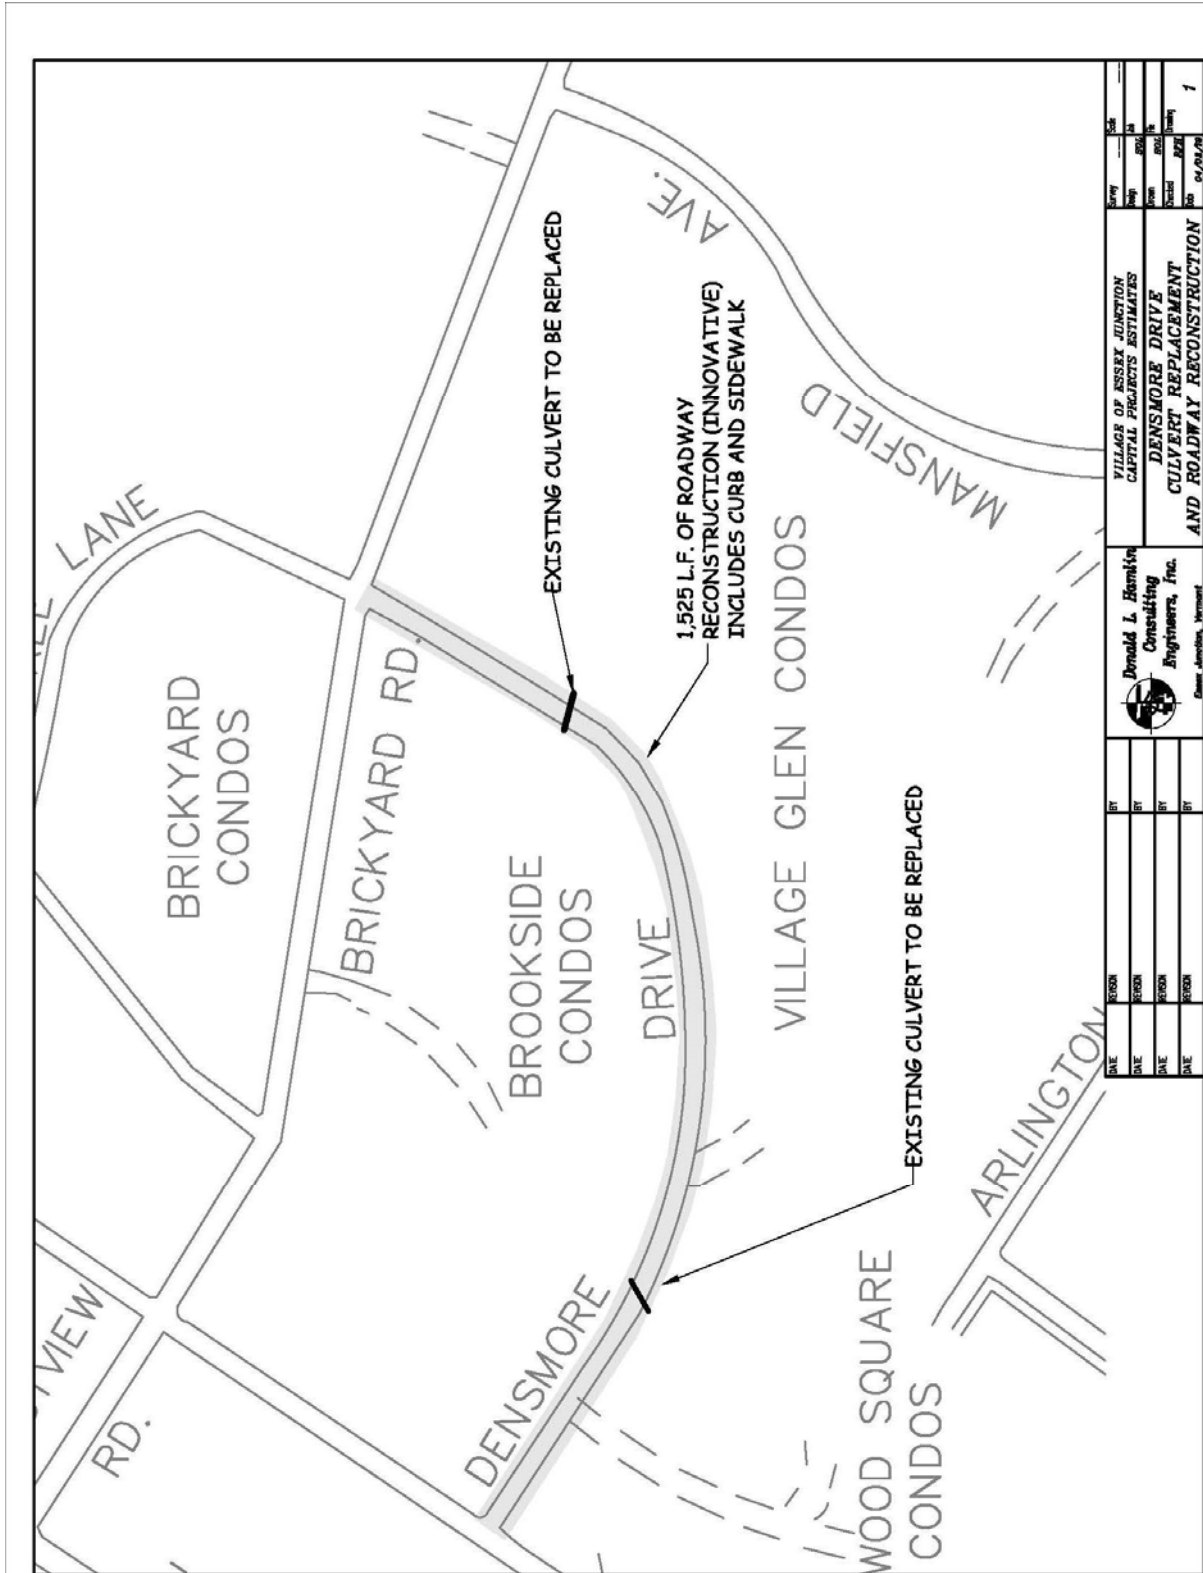 LANE
BRICKYARD
CONDOS
BRICKYARD RD.
BROOKSIDE
CONDOS
RD.
DENSMORE
DRIVE
AVE.
MANSFIELD
VILLAGE GLEN CONDOS
WOOD SQUARE
CONDOS
ARLINGTON
EXISTING CULVERT TO BE REPLACED
1,525 L.F. OF ROADWAY
RECONSTRUCTION (INNOVATIVE)
INCLUDES CURB AND SIDEWALK
EXISTING CULVERT TO BE REPLACED
DATE REVISION BY
DATE REVISION BY
DATE REVISION BY
DATE REVISION BY
Donald L. Hamlin
Consulting
Engineers, Inc.
Essex Junction, Vermont
VILLAGE OF ESSEX JUNCTION
CAPITAL PROJECTS ESTIMATES
DENSMORE DRIVE
CULVERT REPLACEMENT
AND ROADWAY RECONSTRUCTION
Survey
Scale
Design
Job
Drawn
File
Checked
Drawing
Date
1